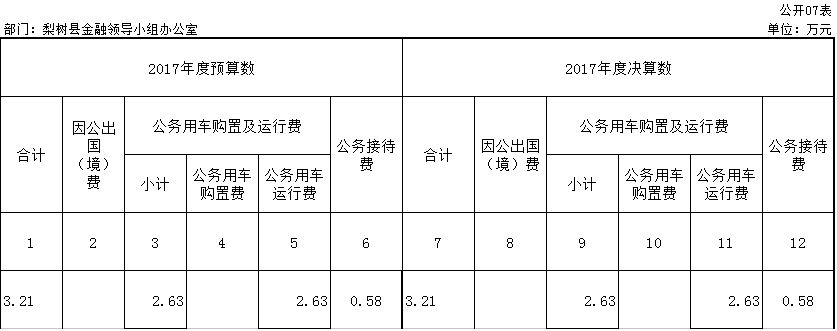 公开07表
部门：梨树县金融领导小组办公室 单位：万元
2017年度预算数 2017年度决算数
合计 因公出国（境）费 公务用车购置及运行费 公务接待费 合计 因公出国（境）费 公务用车购置及运行费 公务接待费
小计 公务用车购置费 公务用车运行费 小计 公务用车购置费 公务用车运行费
1 2 3 4 5 6 7 8 9 10 11 12
3.21 2.63 2.63 0.58 3.21 2.63 2.63 0.58